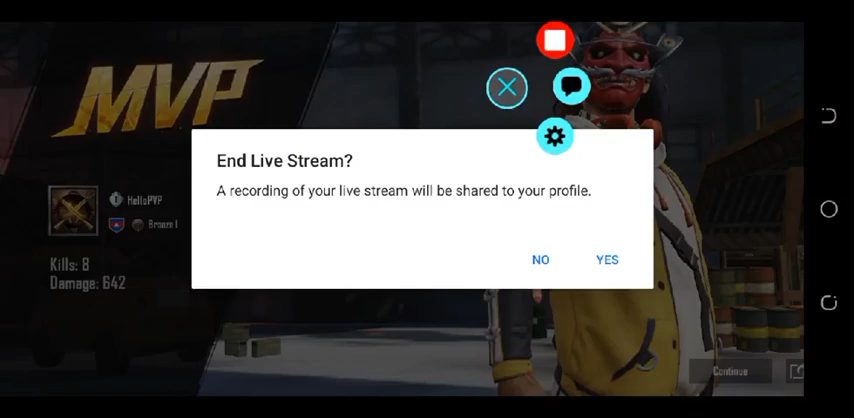 MVP
End Live Stream?
A recording of your live stream will be shared to your profile.
HelloPVP
Bronze I
NO
YES
Kills: 8
Damage: 642
Continue